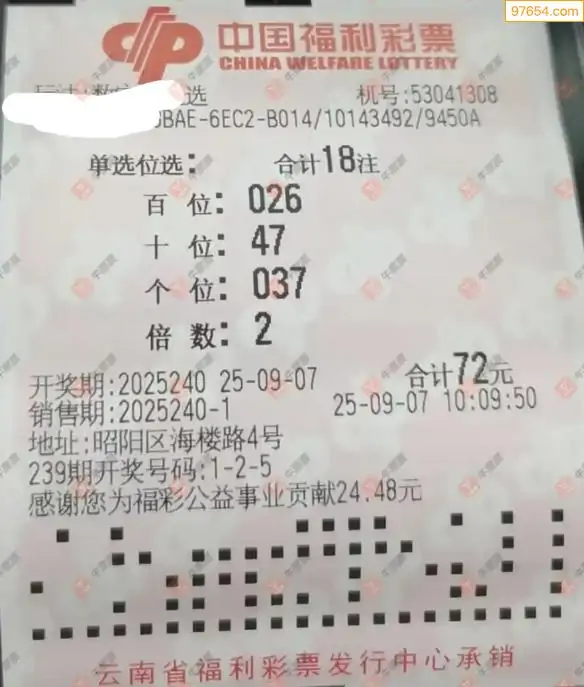 97654.com
中国福利彩票
CHINA WELFARE LOTTERY
选 机号:53041308
BAE-6EC2-B014/10143492/9450A
单选位选: 合计18注
百 位: 026
十 位: 47
个 位: 037
倍 数: 2
合计72元
开奖期:2025240 25-09-07
销售期:2025240-1 25-09-07 10:09:50
地址:昭阳区海楼路4号
239期开奖号码:1-2-5
感谢您为福彩公益事业贡献24.48元
云南省福利彩票发行中心承销